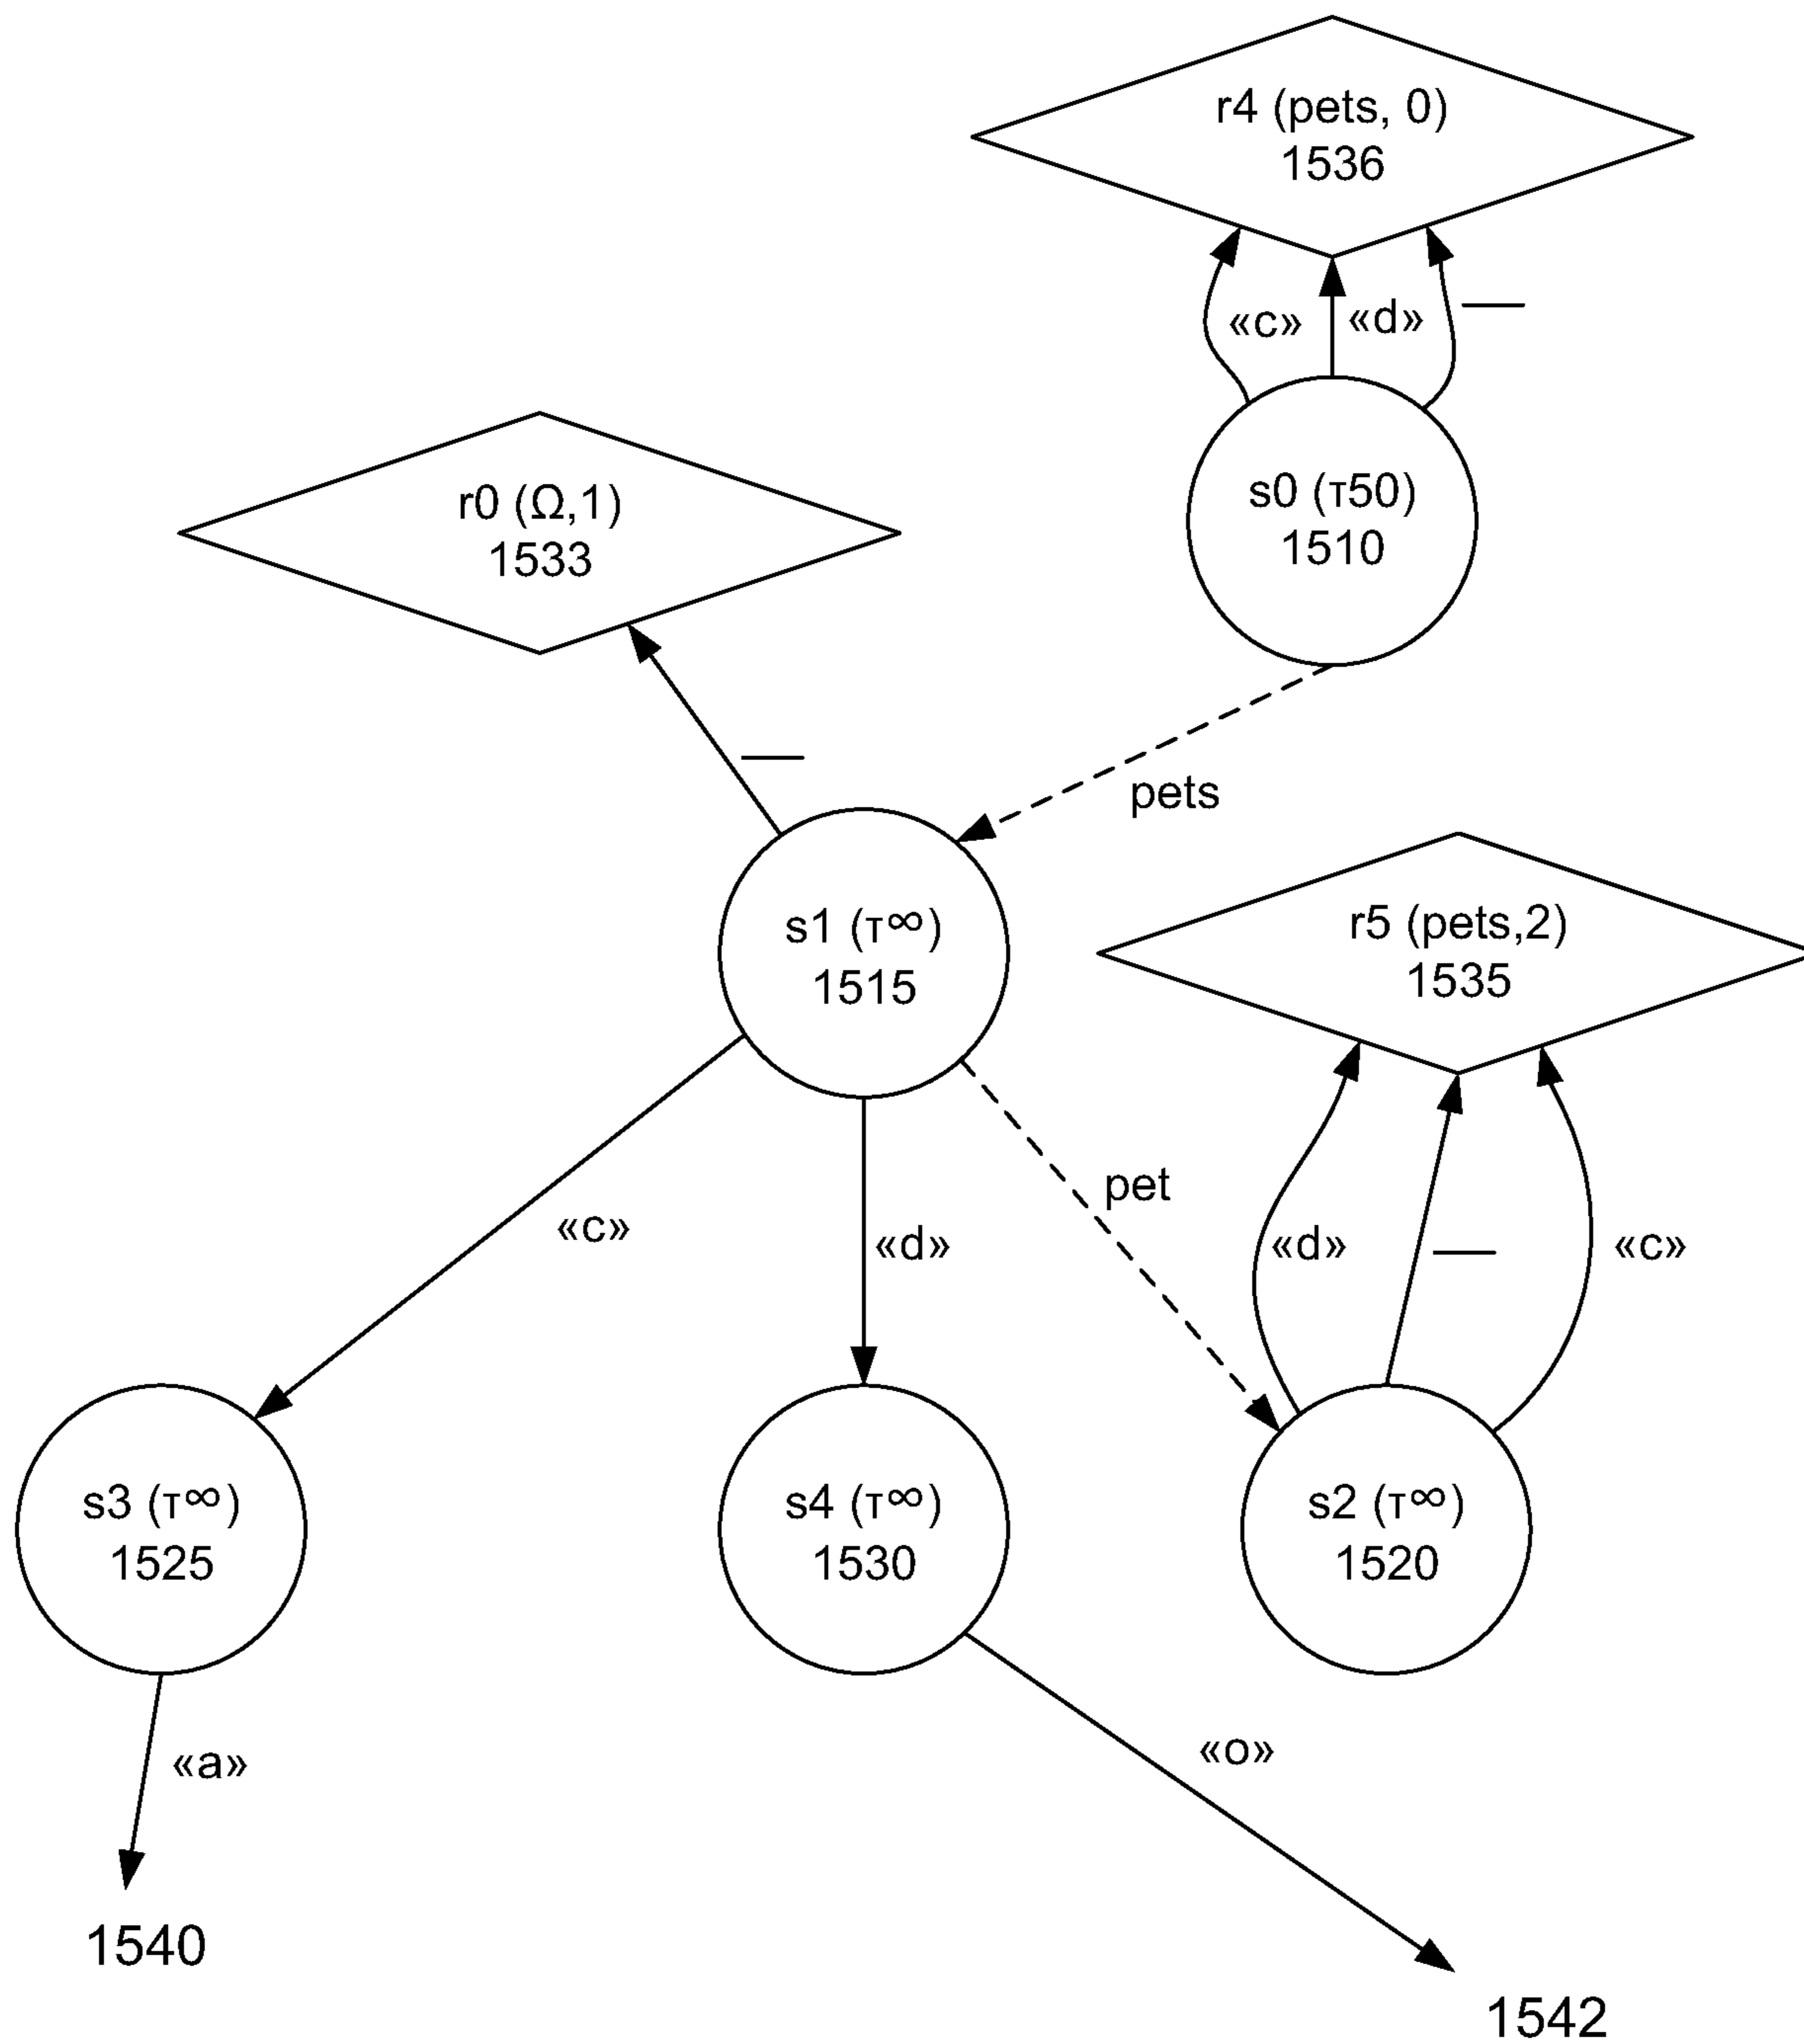 r4 (pets, 0)
1536
«c»
«d»
—
s0 (τ50)
1510
r0 (Ω,1)
1533
—
pets
s1 (τ∞)
1515
r5 (pets,2)
1535
«c»
«d»
pet
«d»
—
«c»
s3 (τ∞)
1525
s4 (τ∞)
1530
s2 (τ∞)
1520
«a»
«o»
1540
1542